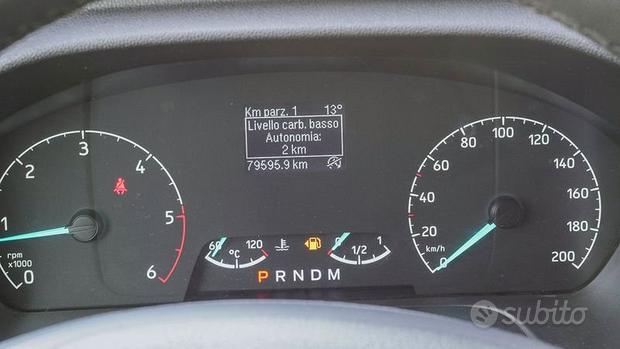 Km parz. 1 13°
Livello carb. basso
Autonomia:
2 km
79595.9 km
0 1 2 3 4 5 6
rpm
x1000
60 120
°C
0 1/2 1
P R N D M
0 20 40 60 80 100 120 140 160 180 200
km/h
subito